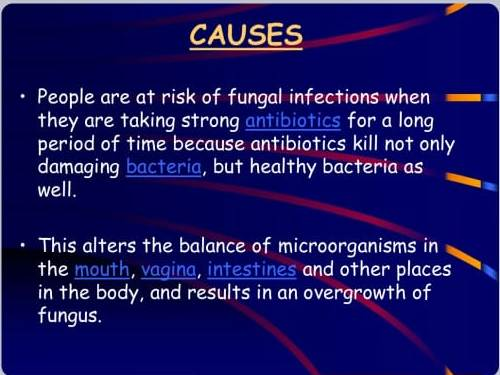 CAUSES
• People are at risk of fungal infections when
they are taking strong antibiotics for a long
period of time because antibiotics kill not only
damaging bacteria, but healthy bacteria as
well.
• This alters the balance of microorganisms in
the mouth, vagina, intestines and other places
in the body, and results in an overgrowth of
fungus.